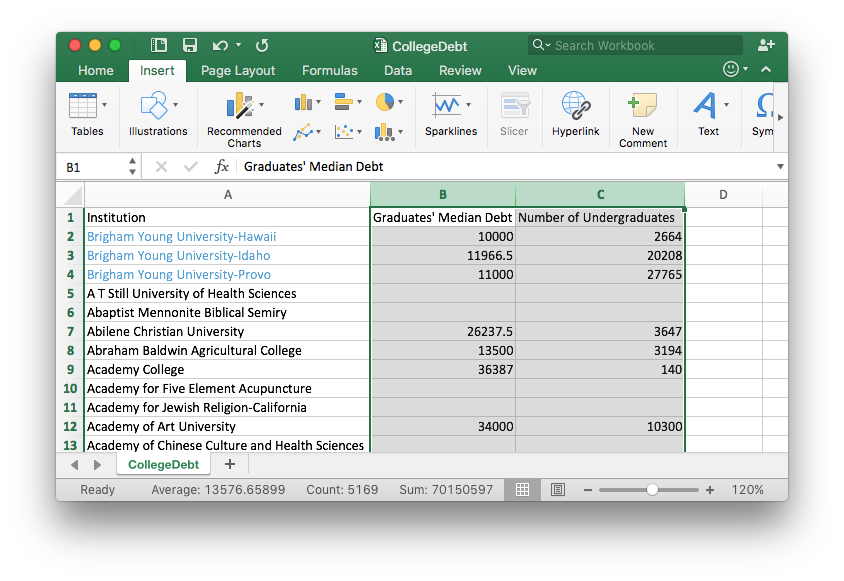 CollegeDebt
Search Workbook
Home Insert Page Layout Formulas Data Review View
Tables Illustrations Recommended Charts Sparklines Slicer Hyperlink New Comment Text Sym
B1 fx Graduates' Median Debt
A B C D
1 Institution Graduates' Median Debt Number of Undergraduates
2 Brigham Young University-Hawaii 10000 2664
3 Brigham Young University-Idaho 11966.5 20208
4 Brigham Young University-Provo 11000 27765
5 A T Still University of Health Sciences
6 Abaptist Mennonite Biblical Semiry
7 Abilene Christian University 26237.5 3647
8 Abraham Baldwin Agricultural College 13500 3194
9 Academy College 36387 140
10 Academy for Five Element Acupuncture
11 Academy for Jewish Religion-California
12 Academy of Art University 34000 10300
13 Academy of Chinese Culture and Health Sciences
CollegeDebt +
Ready Average: 13576.65899 Count: 5169 Sum: 70150597 120%